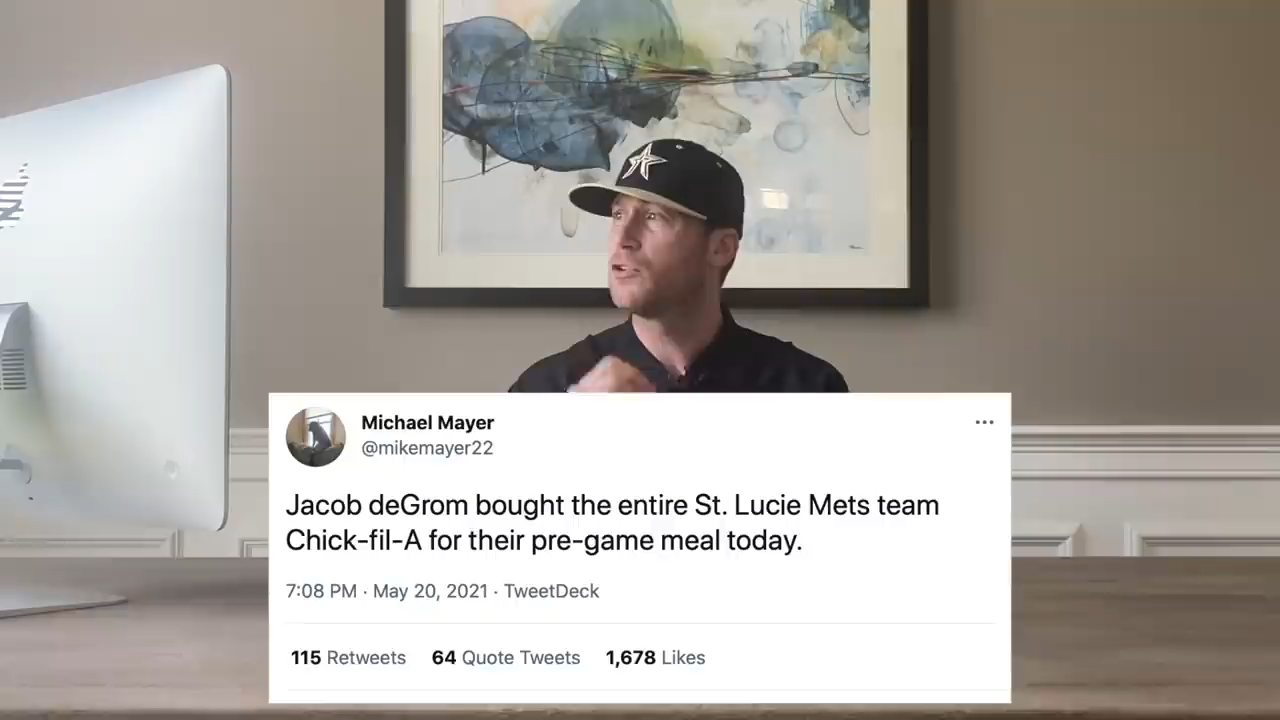 Michael Mayer
@mikemayer22
Jacob deGrom bought the entire St. Lucie Mets team
Chick-fil-A for their pre-game meal today.
7:08 PM · May 20, 2021 · TweetDeck
115 Retweets 64 Quote Tweets 1,678 Likes